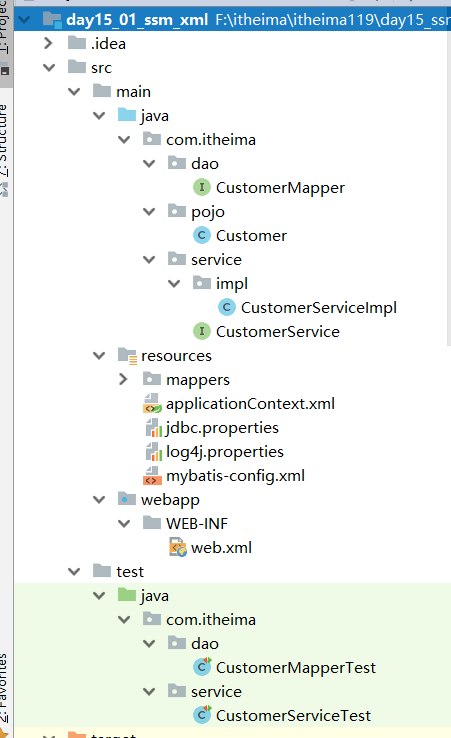 1: Project
day15_01_ssm_xml F:\itheima\itheima119\day15_ssm
.idea
src
main
java
com.itheima
dao
CustomerMapper
pojo
Customer
service
impl
CustomerServiceImpl
CustomerService
resources
mappers
applicationContext.xml
jdbc.properties
log4j.properties
mybatis-config.xml
webapp
WEB-INF
web.xml
test
java
com.itheima
dao
CustomerMapperTest
service
CustomerServiceTest
target
7: Structure
2: Favorites